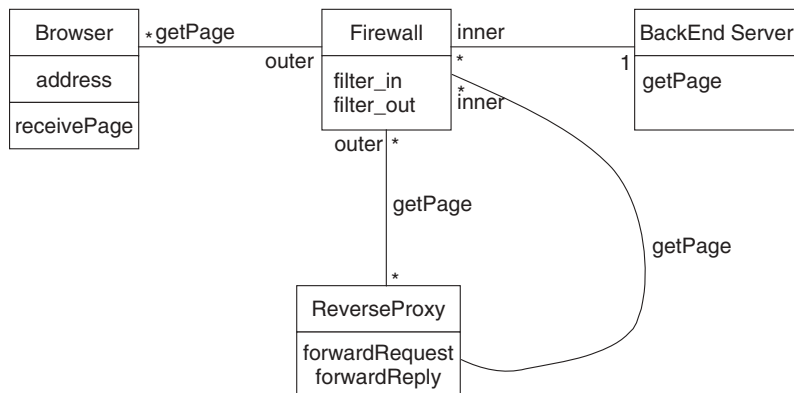 Browser
address
receivePage
* getPage
outer
Firewall
filter_in
filter_out
inner
*
*
inner
1
BackEnd Server
getPage
outer *
getPage
getPage
*
ReverseProxy
forwardRequest
forwardReply